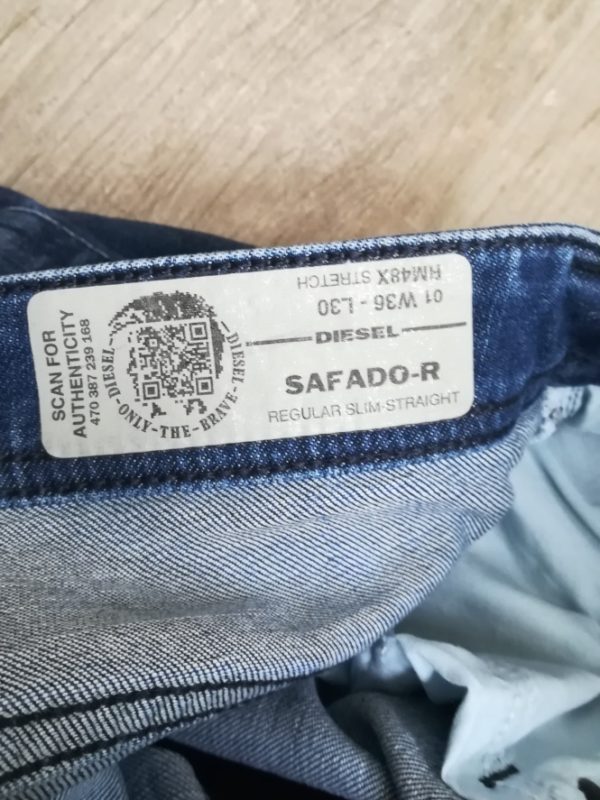 SCAN FOR
AUTHENTICITY
470 387 239 168
DIESEL
ONLY-THE-BRAVE
DIESEL
01 W36 - L30
RM48X STRETCH
DIESEL
SAFADO-R
REGULAR SLIM-STRAIGHT